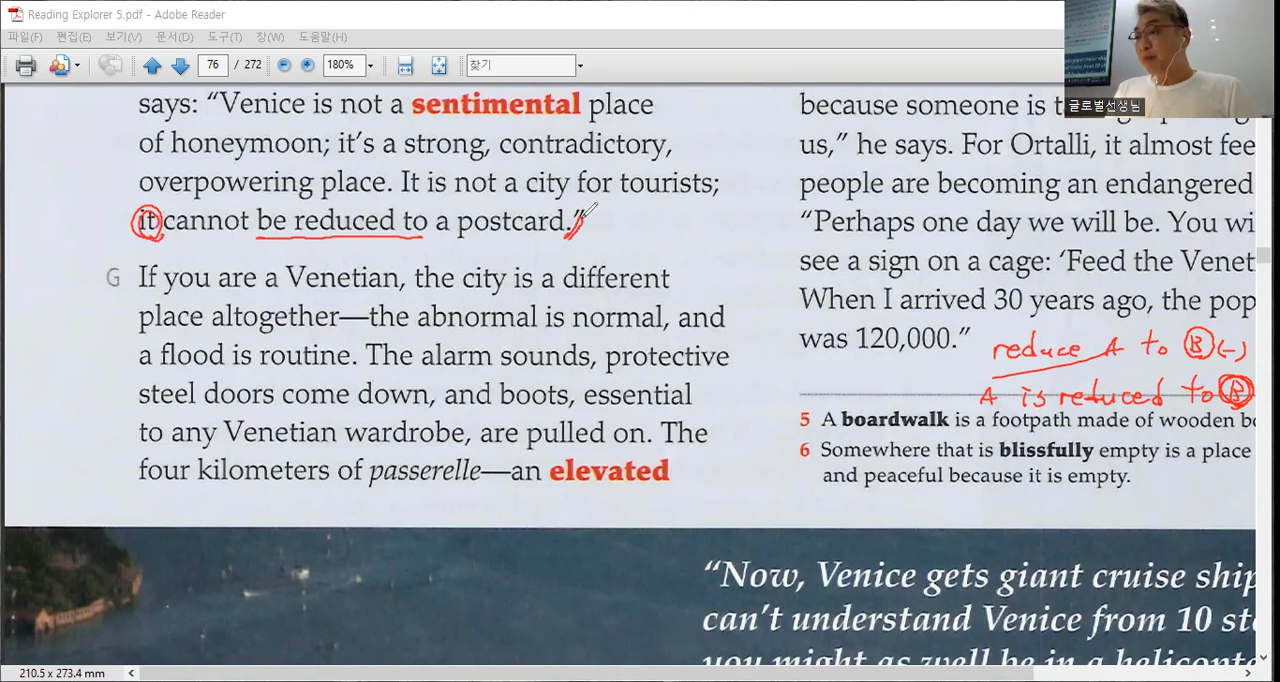 Reading Explorer 5.pdf - Adobe Reader
파일(F) 편집(E) 보기(V) 문서(D) 도구(T) 창(W) 도움말(H)
76 / 272 180% 찾기
글로벌선생님
says: “Venice is not a sentimental place
of honeymoon; it’s a strong, contradictory,
overpowering place. It is not a city for tourists;
it cannot be reduced to a postcard.”
G If you are a Venetian, the city is a different
place altogether—the abnormal is normal, and
a flood is routine. The alarm sounds, protective
steel doors come down, and boots, essential
to any Venetian wardrobe, are pulled on. The
four kilometers of passerelle—an elevated
because someone is t
us,” he says. For Ortalli, it almost fee
people are becoming an endangered
“Perhaps one day we will be. You wi
see a sign on a cage: ‘Feed the Venet
When I arrived 30 years ago, the pop
was 120,000.”
reduce A to B (-)
A is reduced to B
5 A boardwalk is a footpath made of wooden bo
6 Somewhere that is blissfully empty is a place
and peaceful because it is empty.
“Now, Venice gets giant cruise ship
can’t understand Venice from 10 sto
you might as well be in a helicopte
210.5 x 273.4 mm